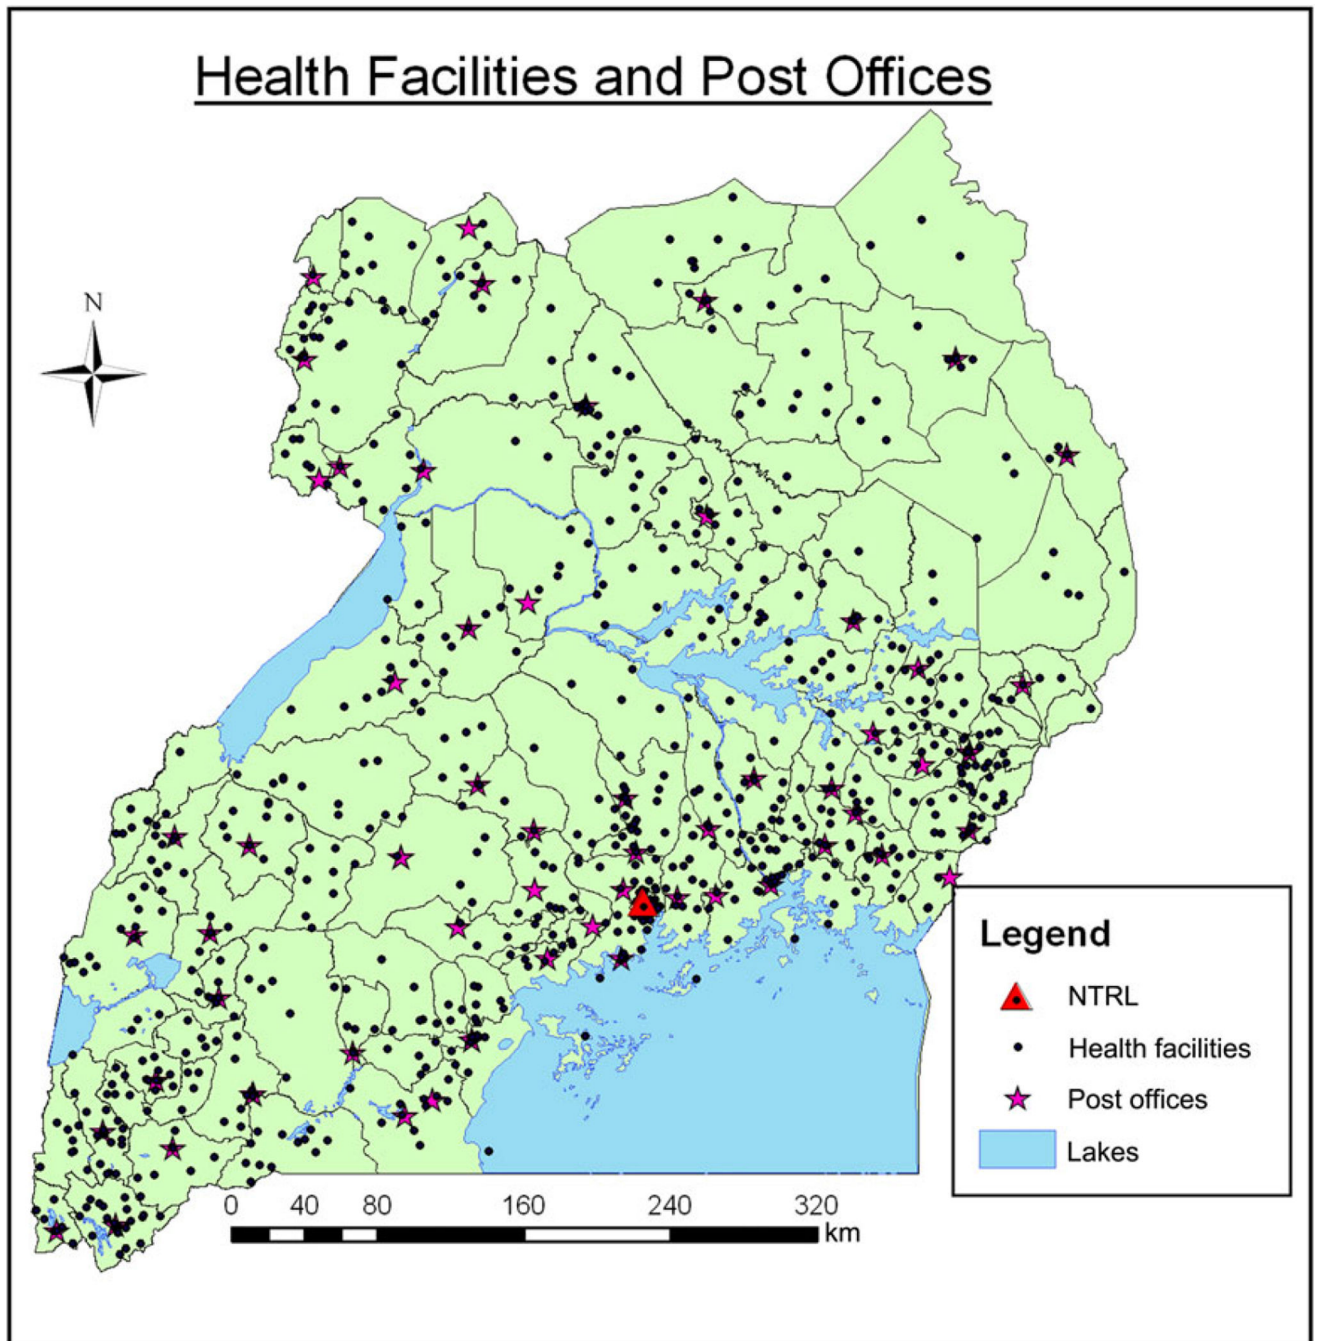 Health Facilities and Post Offices
N
Legend
NTRL
Health facilities
Post offices
Lakes
0 40 80 160 240 320
km